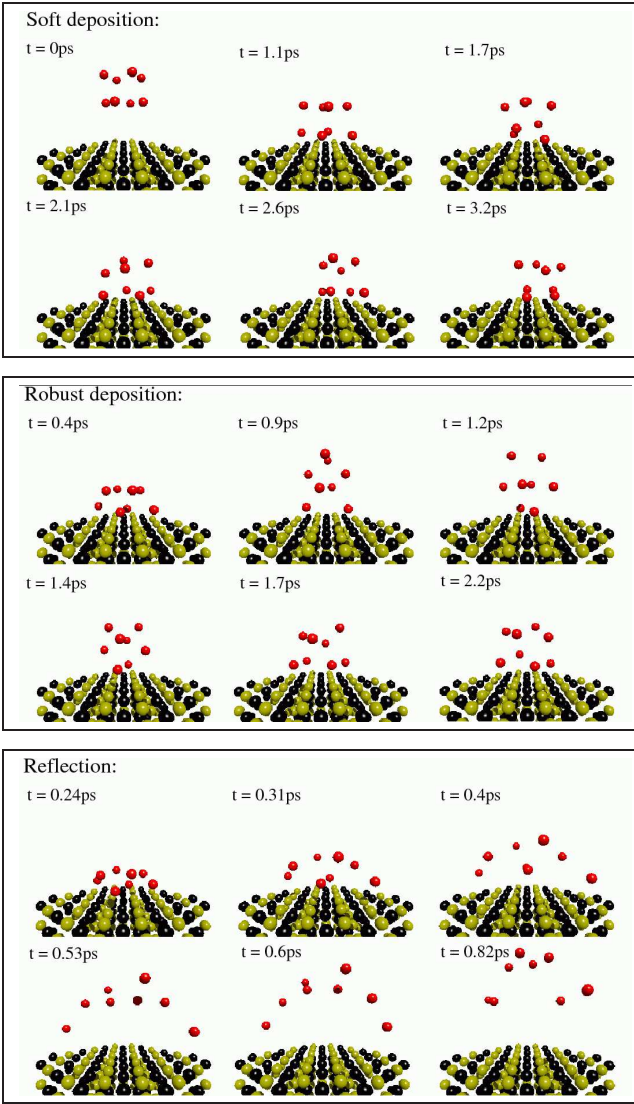 Soft deposition:
t = 0ps
t = 1.1ps
t = 1.7ps
t = 2.1ps
t = 2.6ps
t = 3.2ps
Robust deposition:
t = 0.4ps
t = 0.9ps
t = 1.2ps
t = 1.4ps
t = 1.7ps
t = 2.2ps
Reflection:
t = 0.24ps
t = 0.31ps
t = 0.4ps
t = 0.53ps
t = 0.6ps
t = 0.82ps